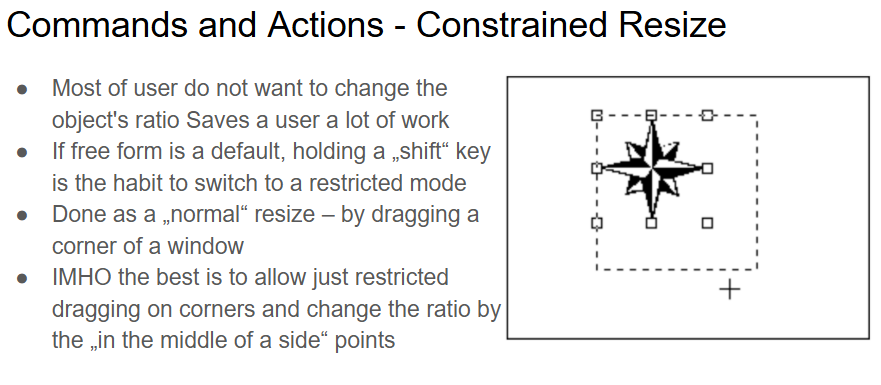 Commands and Actions - Constrained Resize
● Most of user do not want to change the
object's ratio Saves a user a lot of work
● If free form is a default, holding a „shift“ key
is the habit to switch to a restricted mode
● Done as a „normal“ resize – by dragging a
corner of a window
● IMHO the best is to allow just restricted
dragging on corners and change the ratio by
the „in the middle of a side“ points